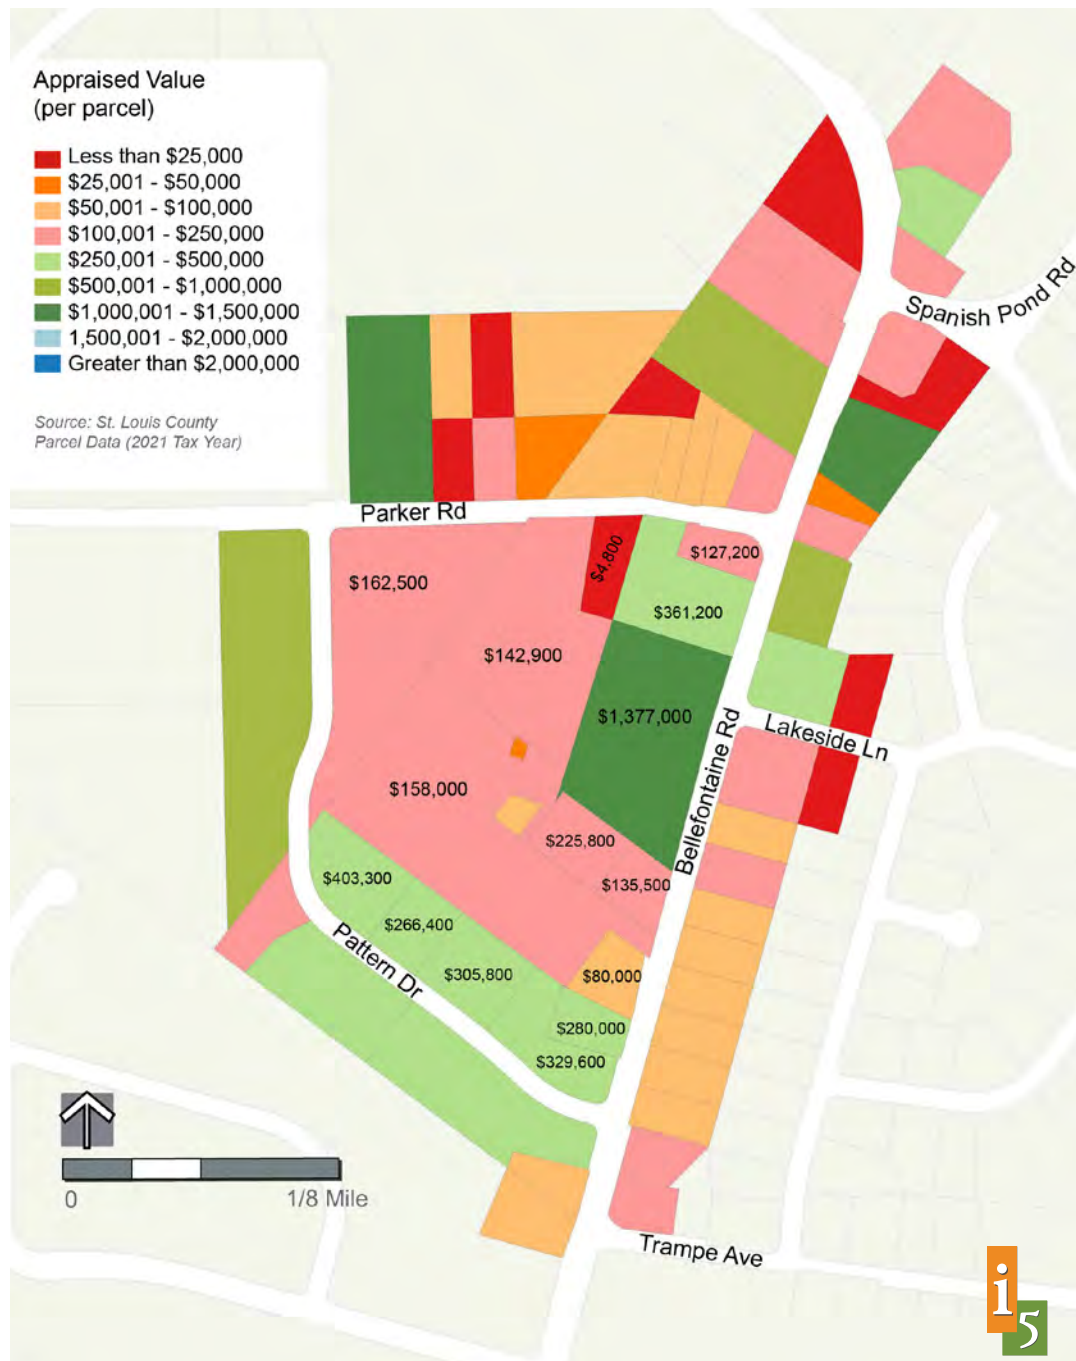 Appraised Value
(per parcel)
Less than $25,000
$25,001 - $50,000
$50,001 - $100,000
$100,001 - $250,000
$250,001 - $500,000
$500,001 - $1,000,000
$1,000,001 - $1,500,000
1,500,001 - $2,000,000
Greater than $2,000,000
Source: St. Louis County
Parcel Data (2021 Tax Year)
Spanish Pond Rd
Parker Rd
$4,800
$127,200
$162,500
$361,200
$142,900
$1,377,000
Bellefontaine Rd
Lakeside Ln
$158,000
$225,800
$403,300
$135,500
$266,400
Pattern Dr
$305,800
$80,000
$280,000
$329,600
0
1/8 Mile
Trampe Ave
i
5